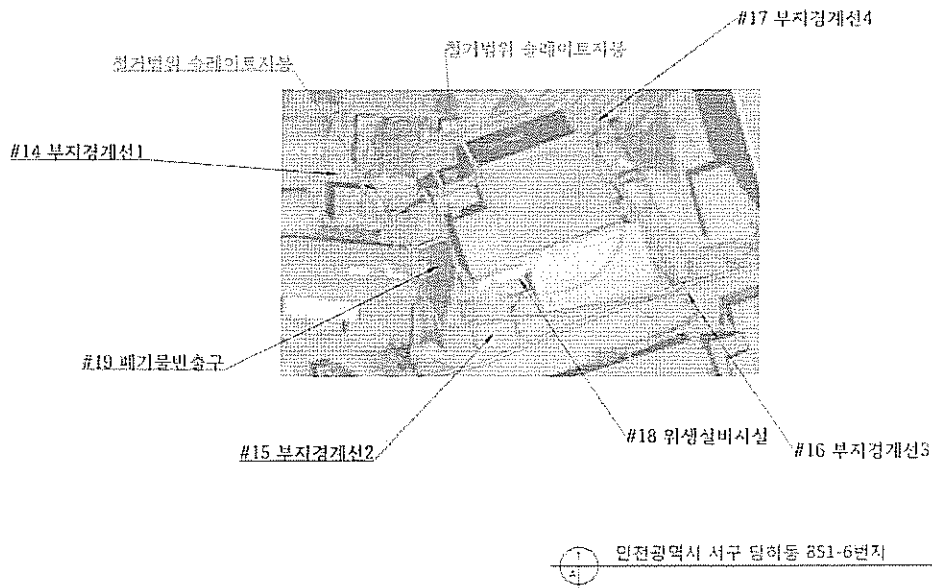 #17 부지경계선4
철거범위 슬레이트지붕
철거범위 슬레이트지붕
#14 부지경계선1
#19 폐기물반출구
#18 위생설비시설
#15 부지경계선2
#16 부지경계선3
인천광역시 서구 당하동 851-6번지
1